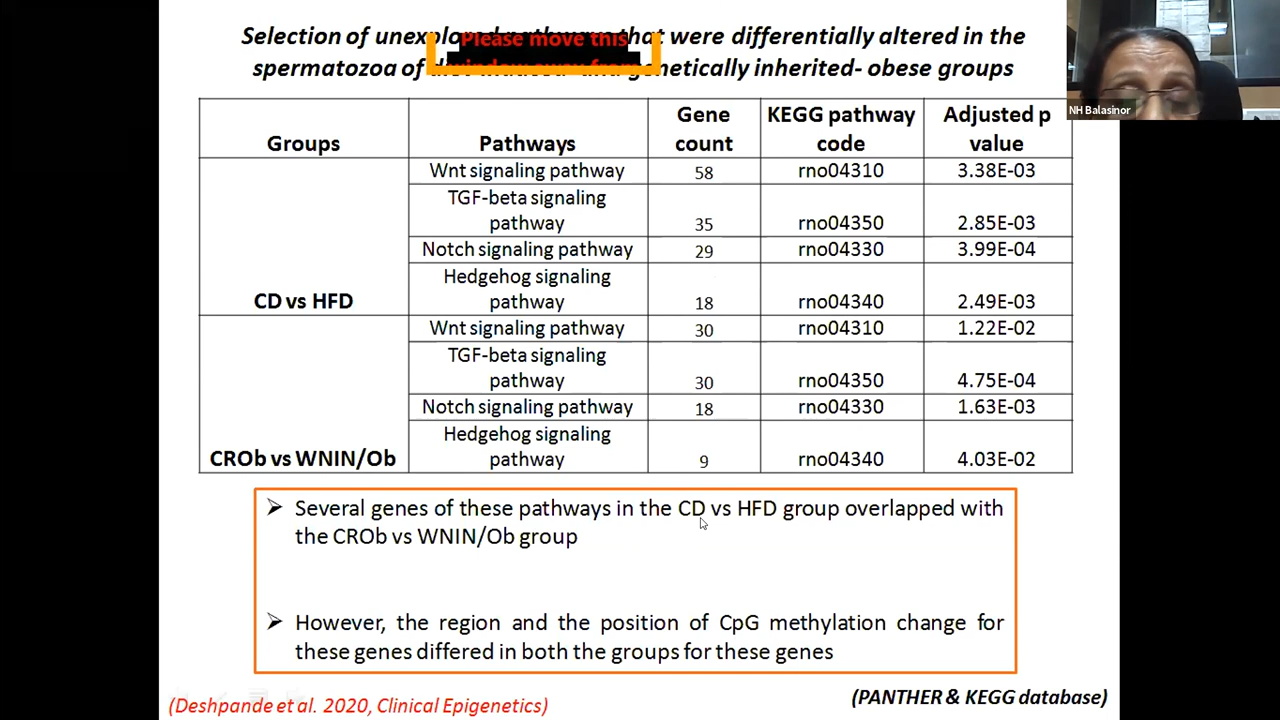 Selection of that were differentially altered in the
Please move this
spermatozoa of inherited- obese groups
NH Balasinor
Groups Pathways Gene count KEGG pathway code Adjusted p value
Wnt signaling pathway 58 rno04310 3.38E-03
TGF-beta signaling
pathway 35 rno04350 2.85E-03
Notch signaling pathway 29 rno04330 3.99E-04
Hedgehog signaling
CD vs HFD pathway 18 rno04340 2.49E-03
Wnt signaling pathway 30 rno04310 1.22E-02
TGF-beta signaling
pathway 30 rno04350 4.75E-04
Notch signaling pathway 18 rno04330 1.63E-03
Hedgehog signaling
CROb vs WNIN/Ob pathway 9 rno04340 4.03E-02
➢ Several genes of these pathways in the CD vs HFD group overlapped with
the CROb vs WNIN/Ob group
➢ However, the region and the position of CpG methylation change for
these genes differed in both the groups for these genes
(PANTHER & KEGG database)
(Deshpande et al. 2020, Clinical Epigenetics)